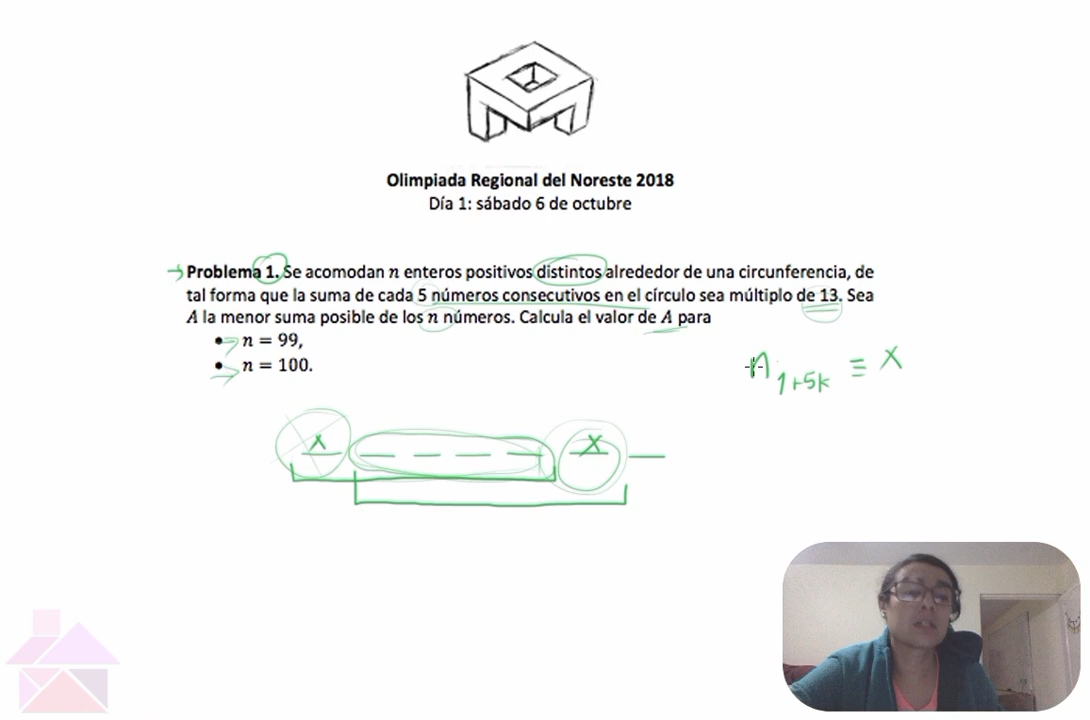 Olimpiada Regional del Noreste 2018
Día 1: sábado 6 de octubre
Problema 1. Se acomodan n enteros positivos distintos alrededor de una circunferencia, de
tal forma que la suma de cada 5 números consecutivos en el círculo sea múltiplo de 13. Sea
A la menor suma posible de los n números. Calcula el valor de A para
• n = 99,
• n = 100.
n 1+5k ≡ x
x x